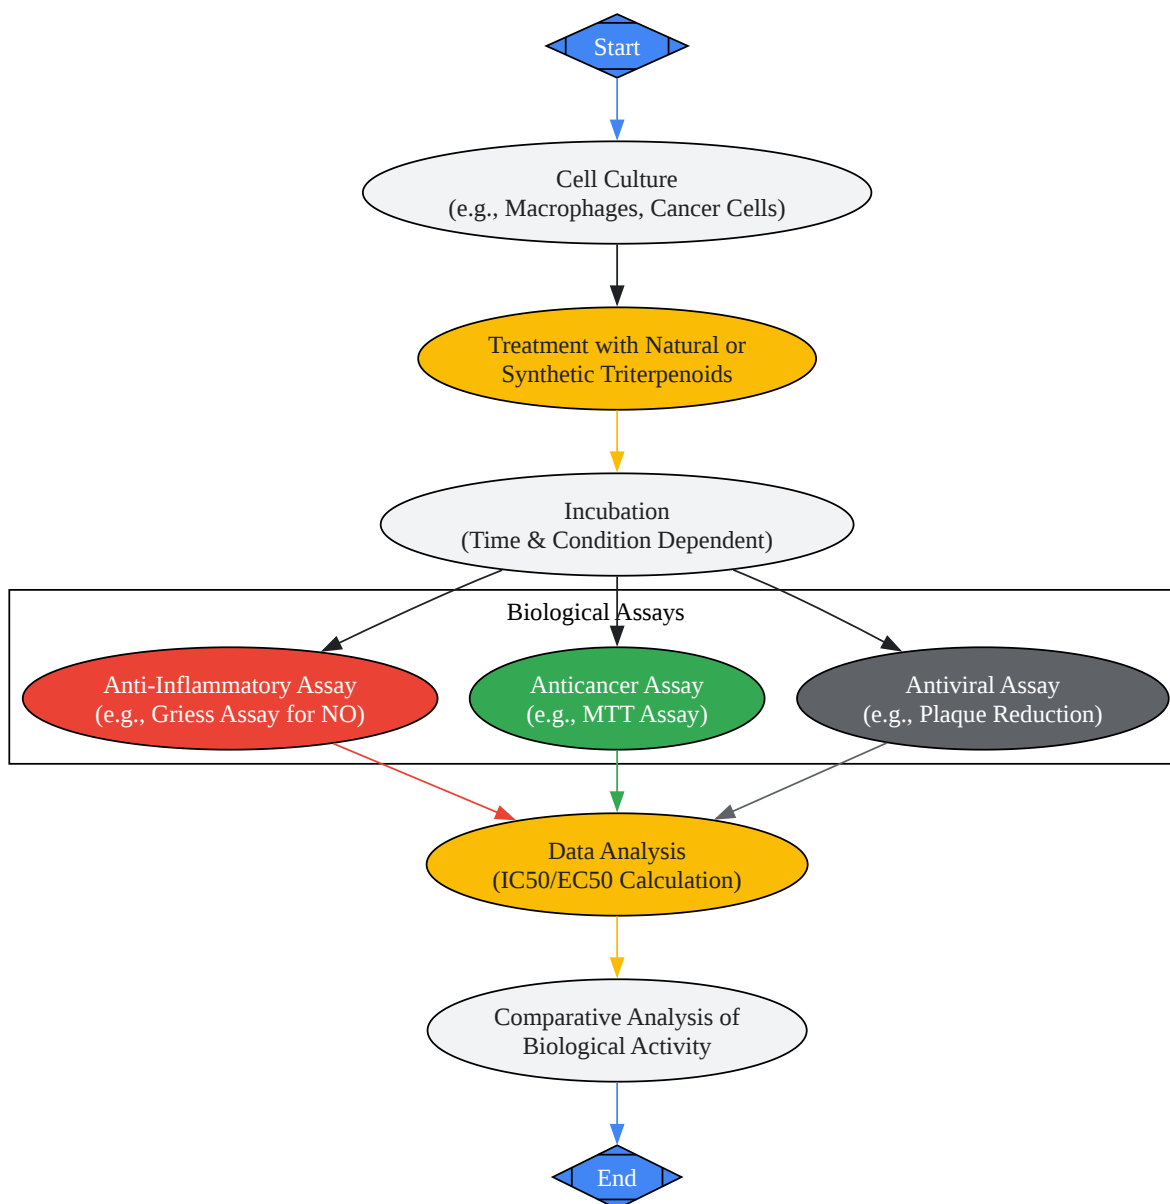 Start
Cell Culture
(e.g., Macrophages, Cancer Cells)
Treatment with Natural or
Synthetic Triterpenoids
Incubation
(Time & Condition Dependent)
Biological Assays
Anti-Inflammatory Assay
(e.g., Griess Assay for NO)
Anticancer Assay
(e.g., MTT Assay)
Antiviral Assay
(e.g., Plaque Reduction)
Data Analysis
(IC50/EC50 Calculation)
Comparative Analysis of
Biological Activity
End